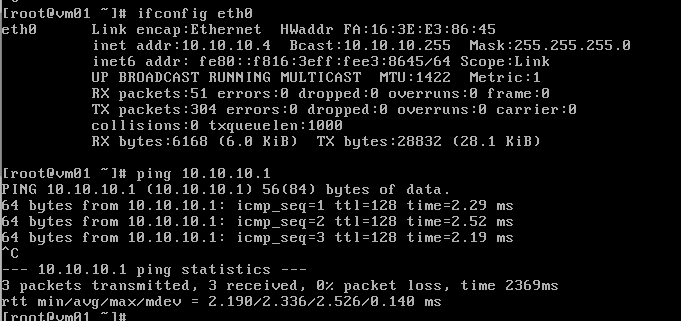 [root@vm01 ~]# ifconfig eth0
eth0      Link encap:Ethernet  HWaddr FA:16:3E:E3:86:45
          inet addr:10.10.10.4  Bcast:10.10.10.255  Mask:255.255.255.0
          inet6 addr: fe80::f816:3eff:fee3:8645/64 Scope:Link
          UP BROADCAST RUNNING MULTICAST  MTU:1422  Metric:1
          RX packets:51 errors:0 dropped:0 overruns:0 frame:0
          TX packets:304 errors:0 dropped:0 overruns:0 carrier:0
          collisions:0 txqueuelen:1000
          RX bytes:6168 (6.0 KiB)  TX bytes:28832 (28.1 KiB)
[root@vm01 ~]# ping 10.10.10.1
PING 10.10.10.1 (10.10.10.1) 56(84) bytes of data.
64 bytes from 10.10.10.1: icmp_seq=1 ttl=128 time=2.29 ms
64 bytes from 10.10.10.1: icmp_seq=2 ttl=128 time=2.52 ms
64 bytes from 10.10.10.1: icmp_seq=3 ttl=128 time=2.19 ms
^C
--- 10.10.10.1 ping statistics ---
3 packets transmitted, 3 received, 0% packet loss, time 2369ms
rtt min/avg/max/mdev = 2.190/2.336/2.526/0.140 ms
[root@vm01 ~]#